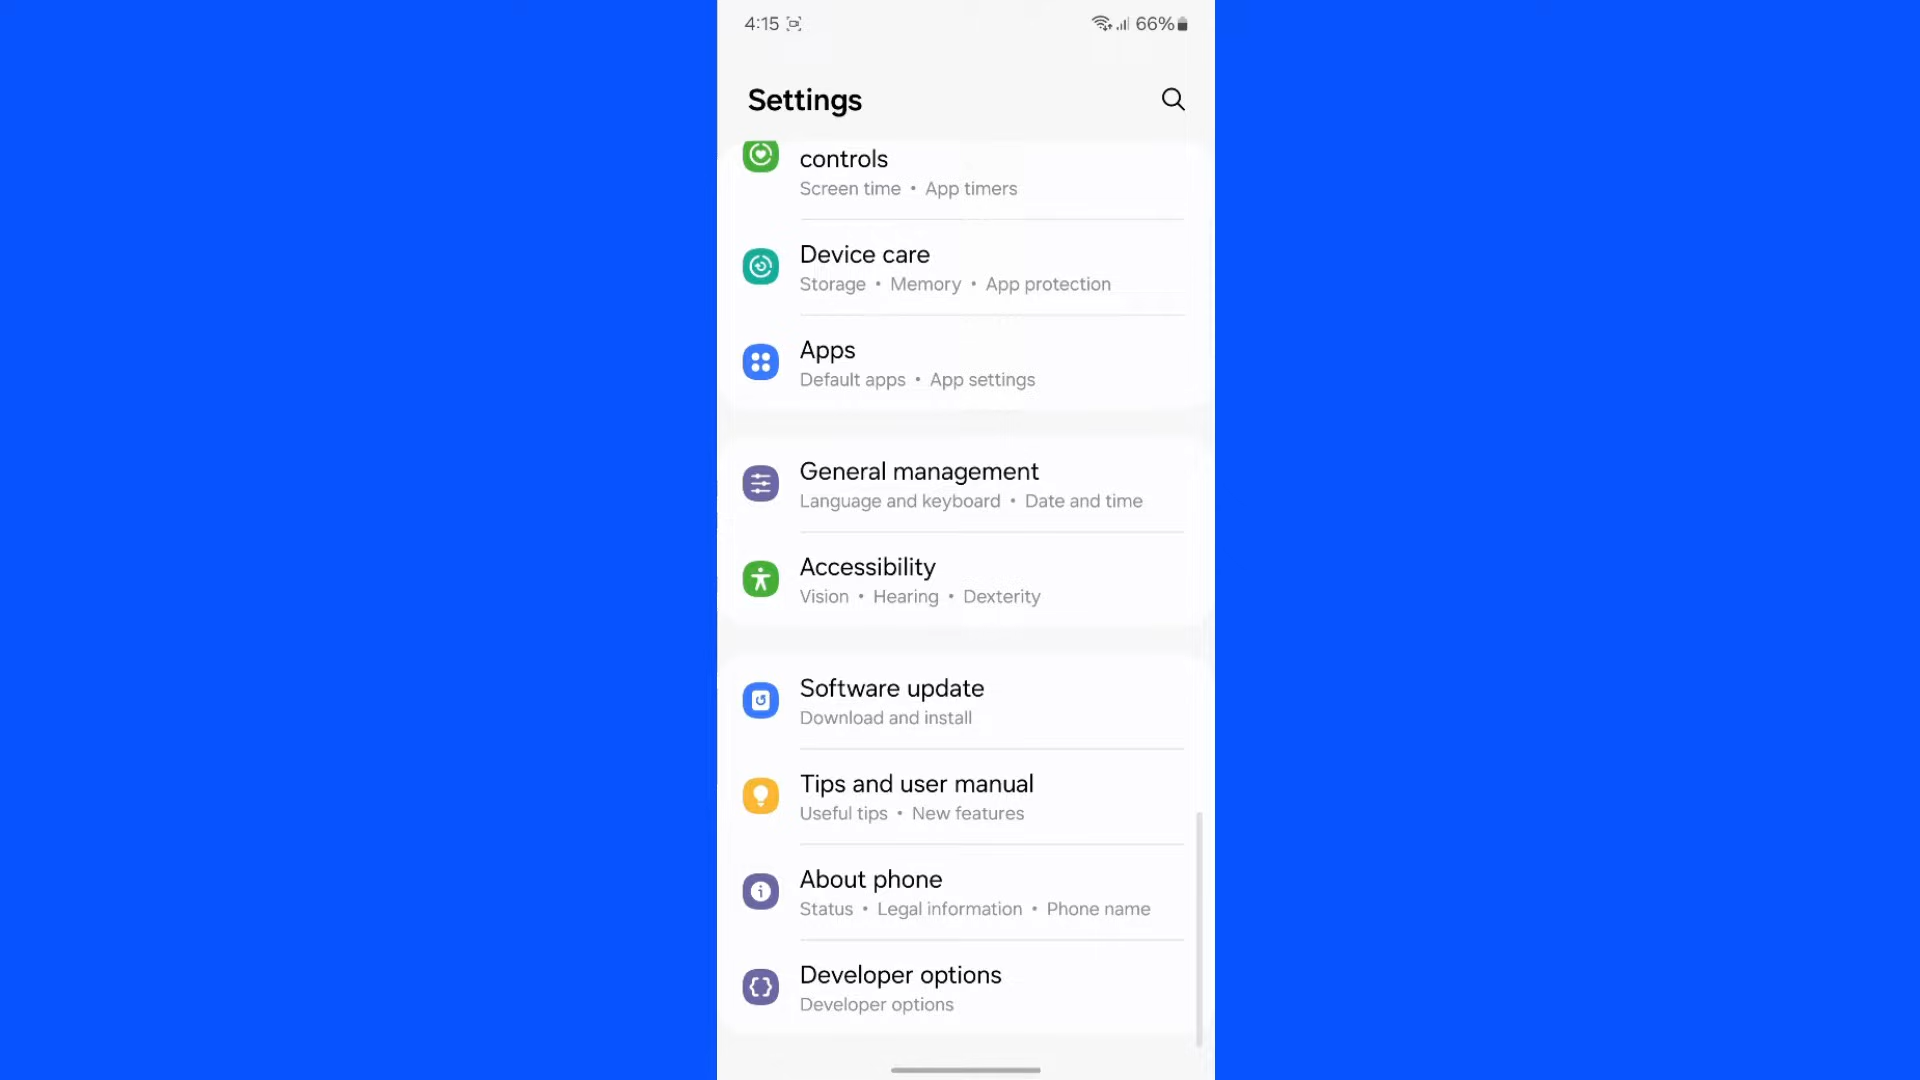 4:15 66%
Settings
controls
Screen time • App timers
Device care
Storage • Memory • App protection
Apps
Default apps • App settings
General management
Language and keyboard • Date and time
Accessibility
Vision • Hearing • Dexterity
Software update
Download and install
Tips and user manual
Useful tips • New features
About phone
Status • Legal information • Phone name
Developer options
Developer options